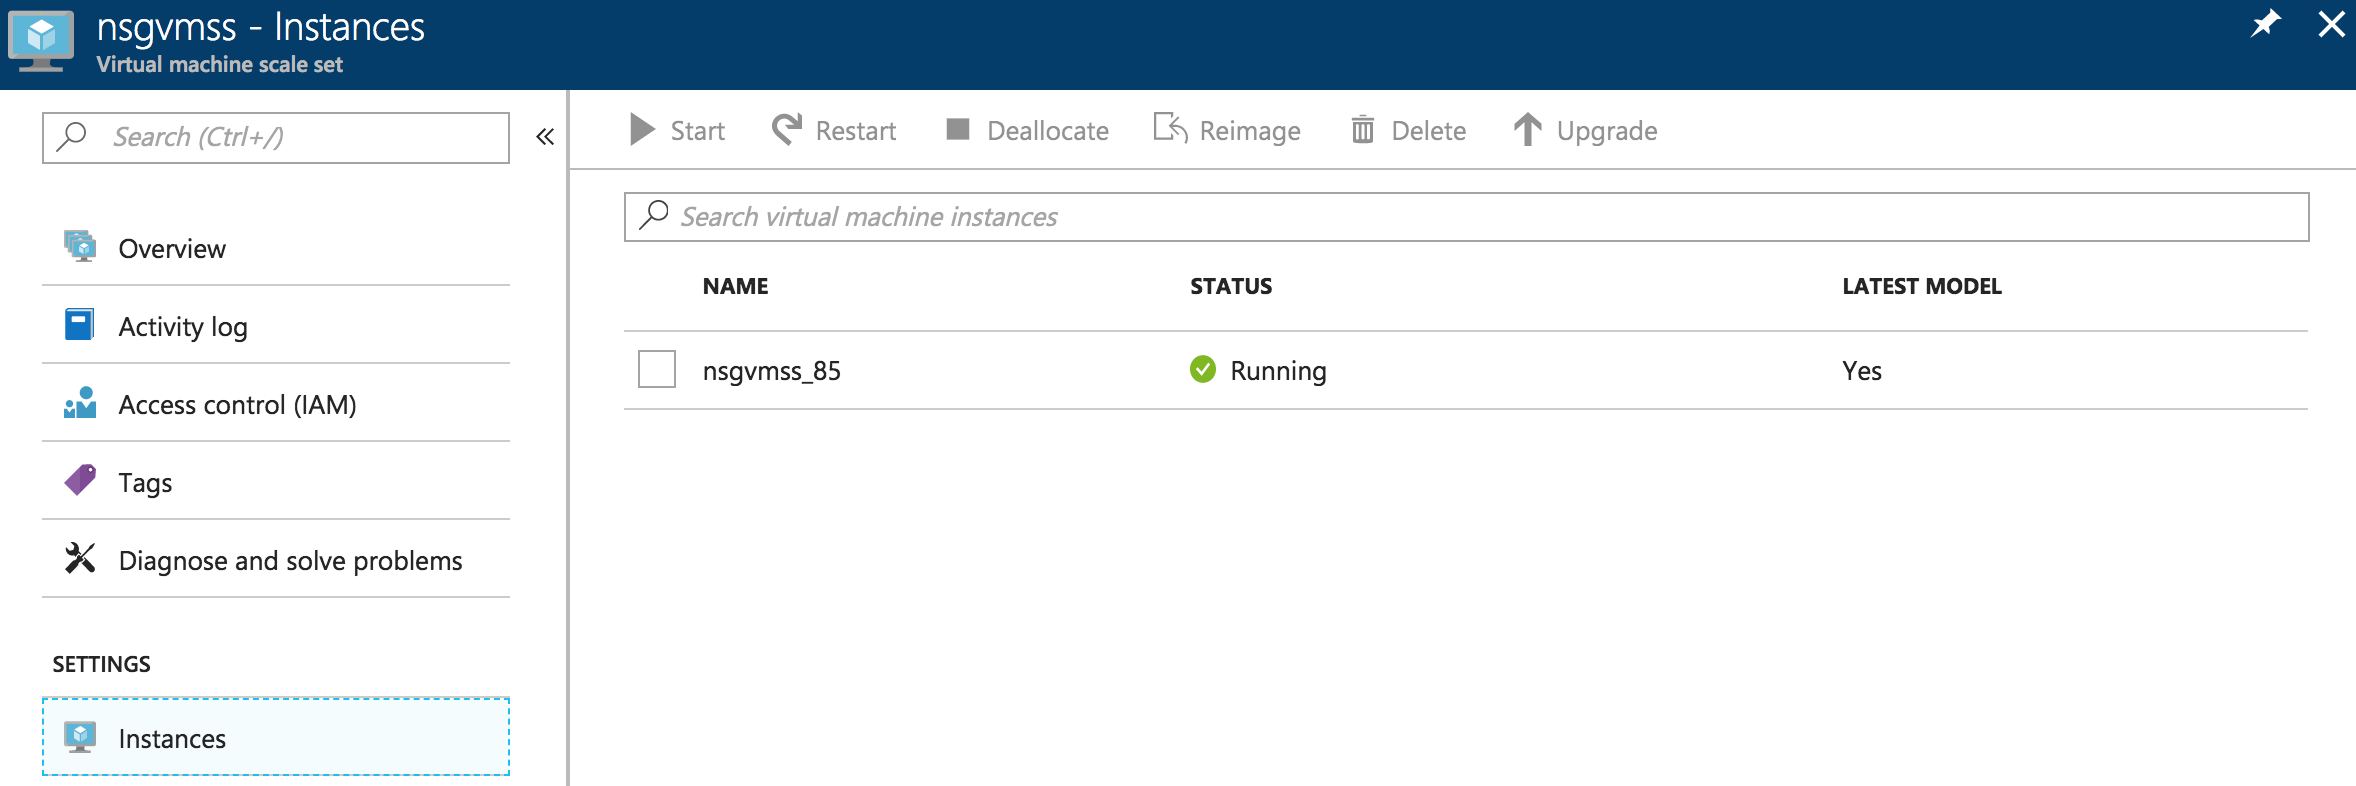 nsgvmss - Instances
Virtual machine scale set
Search (Ctrl+/)
«
Overview
Activity log
Access control (IAM)
Tags
Diagnose and solve problems
SETTINGS
Instances
Start Restart Deallocate Reimage Delete Upgrade
Search virtual machine instances
NAME STATUS LATEST MODEL
nsgvmss_85 Running Yes